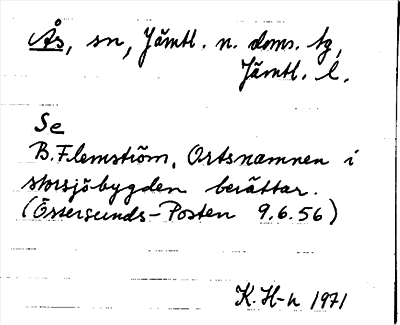 Ås, sn, Jämtl. n. doms. tg,
Jämtl. l.
Se
B. Flemström, Ortsnamnen i
storsjöbygden berättar.
(Östersunds-Posten 9.6.56)
K. H-n 1971